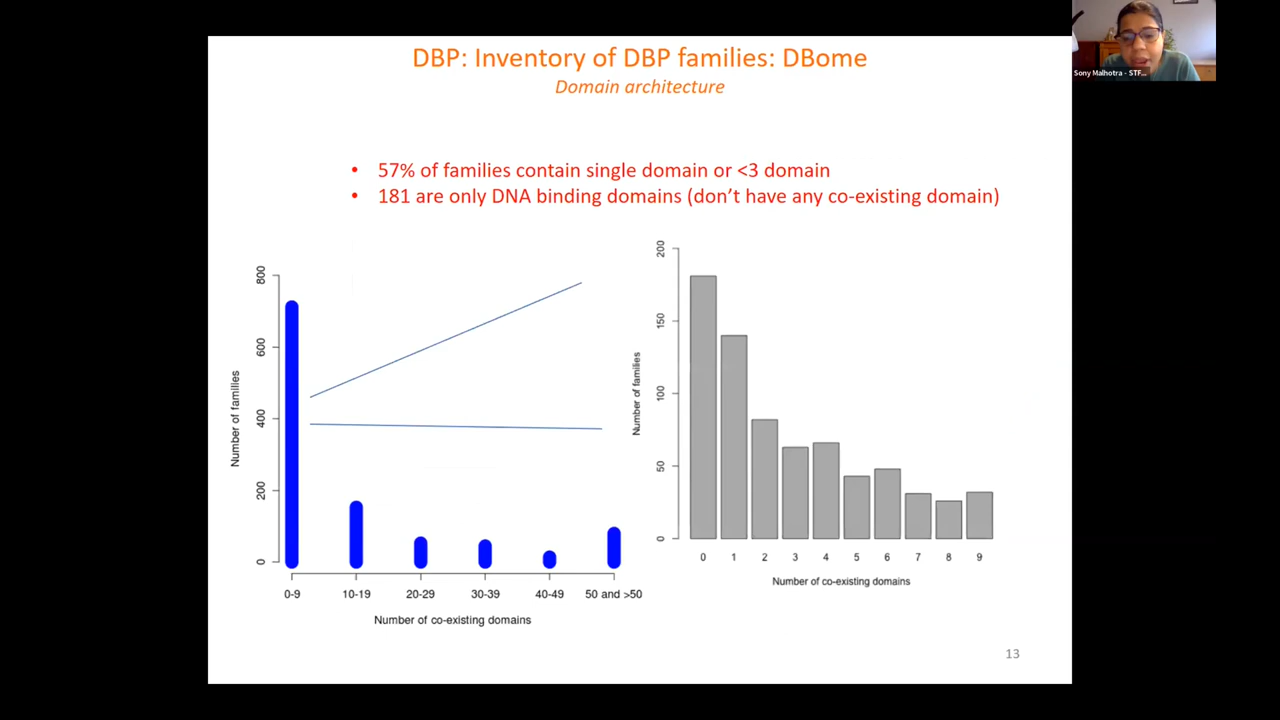 DBP: Inventory of DBP families: DBome
Domain architecture
Sony Malhotra - STF...
• 57% of families contain single domain or <3 domain
• 181 are only DNA binding domains (don't have any co-existing domain)
Number of families
800
600
400
200
0
0-9 10-19 20-29 30-39 40-49 50 and >50
Number of co-existing domains
Number of families
200
150
100
50
0
0 1 2 3 4 5 6 7 8 9
Number of co-existing domains
13